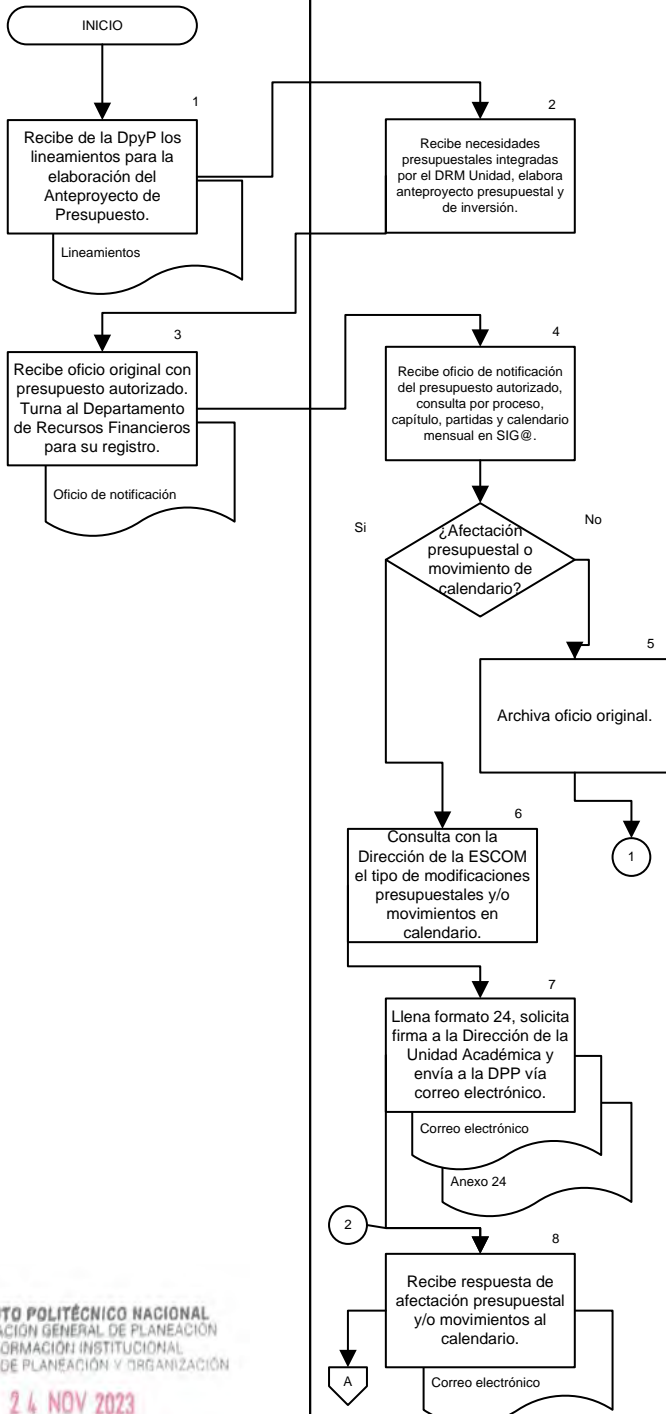 INICIO
1
Recibe de la DpyP los
lineamientos para la
elaboración del
Anteproyecto de
Presupuesto.
Lineamientos
2
Recibe necesidades
presupuestales integradas
por el DRM Unidad, elabora
anteproyecto presupuestal y
de inversión.
3
Recibe oficio original con
presupuesto autorizado.
Turna al Departamento
de Recursos Financieros
para su registro.
Oficio de notificación
4
Recibe oficio de notificación
del presupuesto autorizado,
consulta por proceso,
capítulo, partidas y calendario
mensual en SIG@.
Si
¿Afectación
presupuestal o
movimiento de
calendario?
No
5
Archiva oficio original.
1
6
Consulta con la
Dirección de la ESCOM
el tipo de modificaciones
presupuestales y/o
movimientos en
calendario.
7
Llena formato 24, solicita
firma a la Dirección de la
Unidad Académica y
envía a la DPP vía
correo electrónico.
Correo electrónico
Anexo 24
2
8
Recibe respuesta de
afectación presupuestal
y/o movimientos al
calendario.
Correo electrónico
A
UTO POLITÉCNICO NACIONAL
ACIÓN GENERAL DE PLANEACIÓN
ORMACIÓN INSTITUCIONAL
DE PLANEACIÓN Y ORGANIZACIÓN
24 NOV 2023